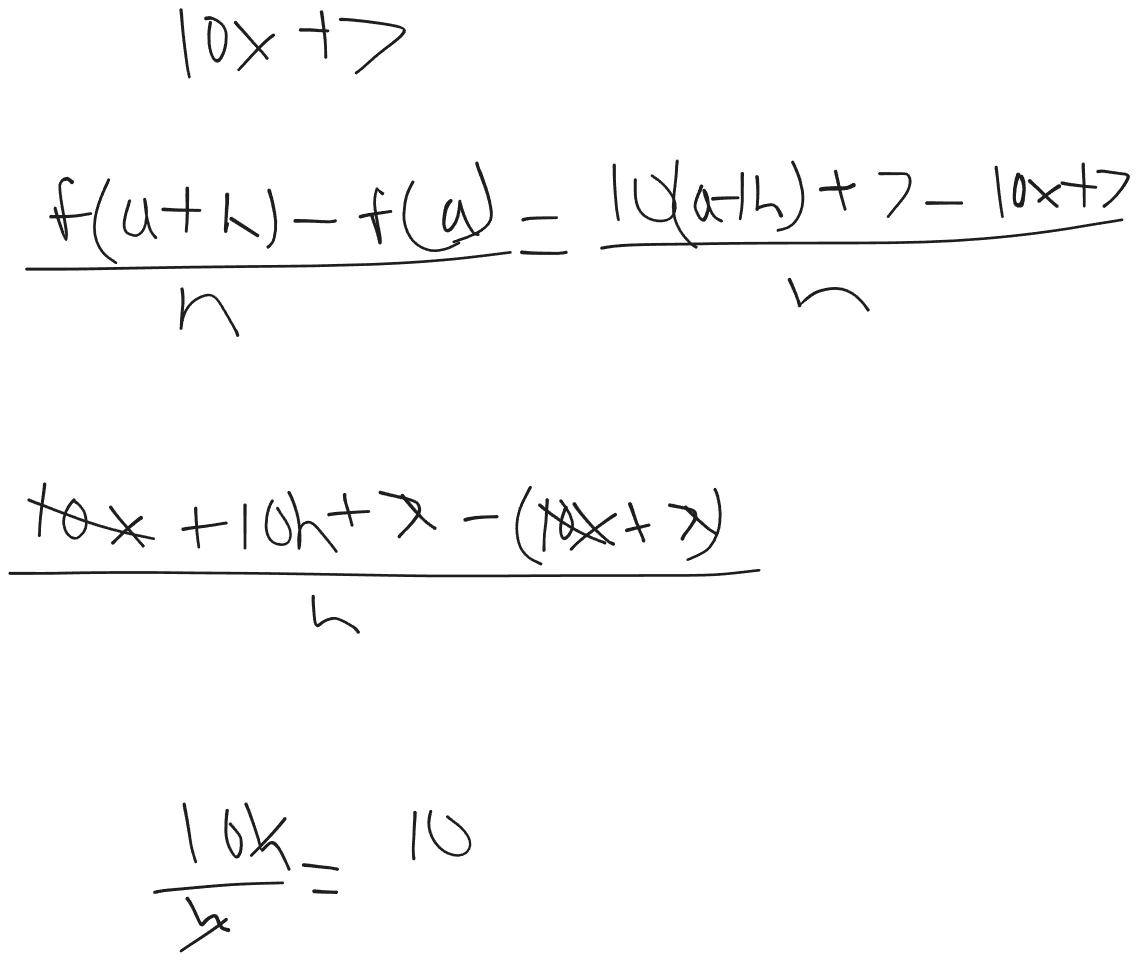 10x + 7
f(a+h) - f(a) / h = 10(a+h) + 7 - 10x+7 / h
10x + 10h + 7 - (10x + 7) / h
10h / h = 10